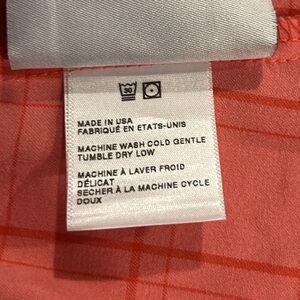 30
MADE IN USA
FABRIQUÉ EN ETATS-UNIS
MACHINE WASH COLD GENTLE
TUMBLE DRY LOW
MACHINE À LAVER FROID
DÉLICAT
SECHER À LA MACHINE CYCLE
DOUX